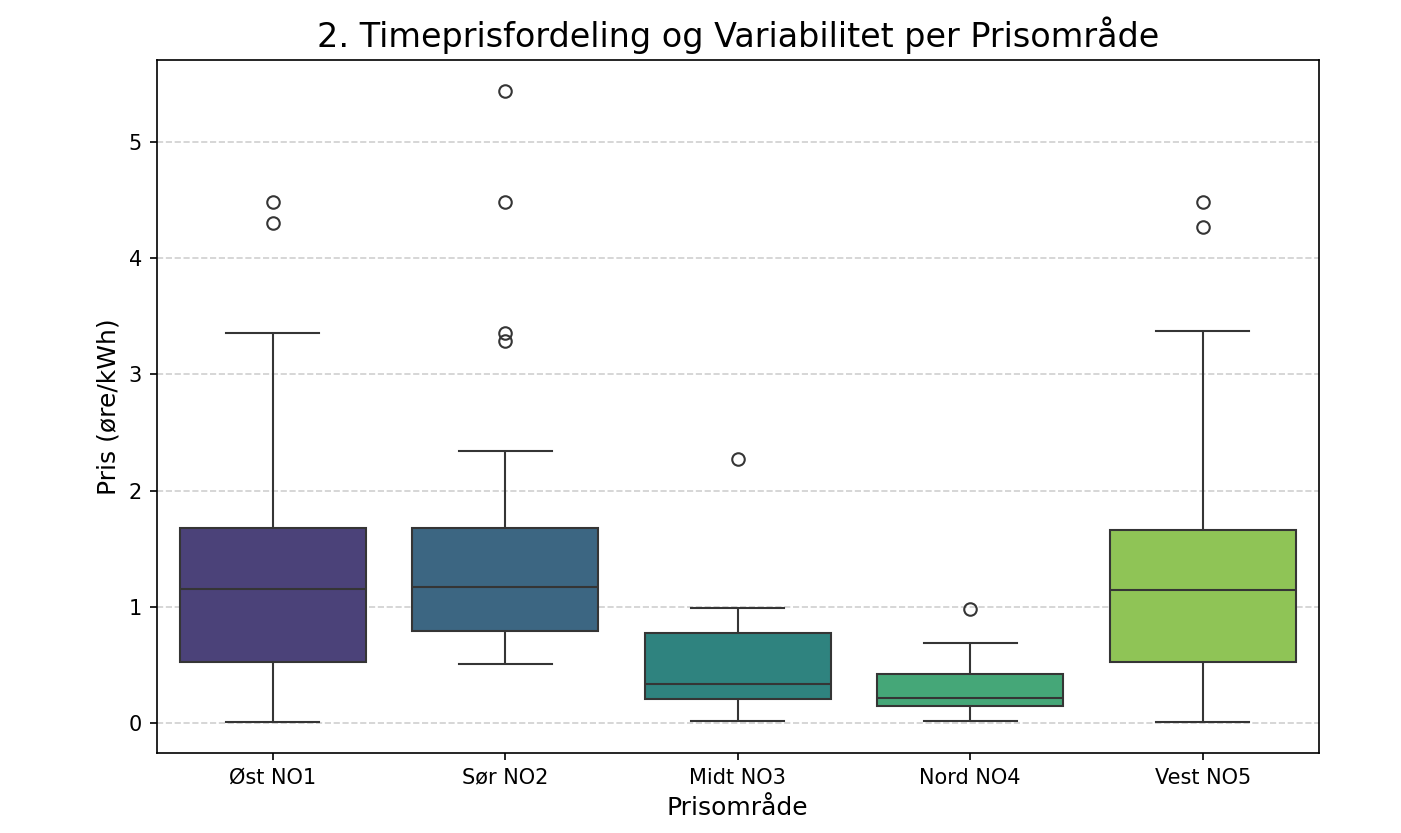 2. Timeprisfordeling og Variabilitet per Prisområde
Pris (øre/kWh)
5
4
3
2
1
0
Øst NO1
Sør NO2
Midt NO3
Nord NO4
Vest NO5
Prisområde